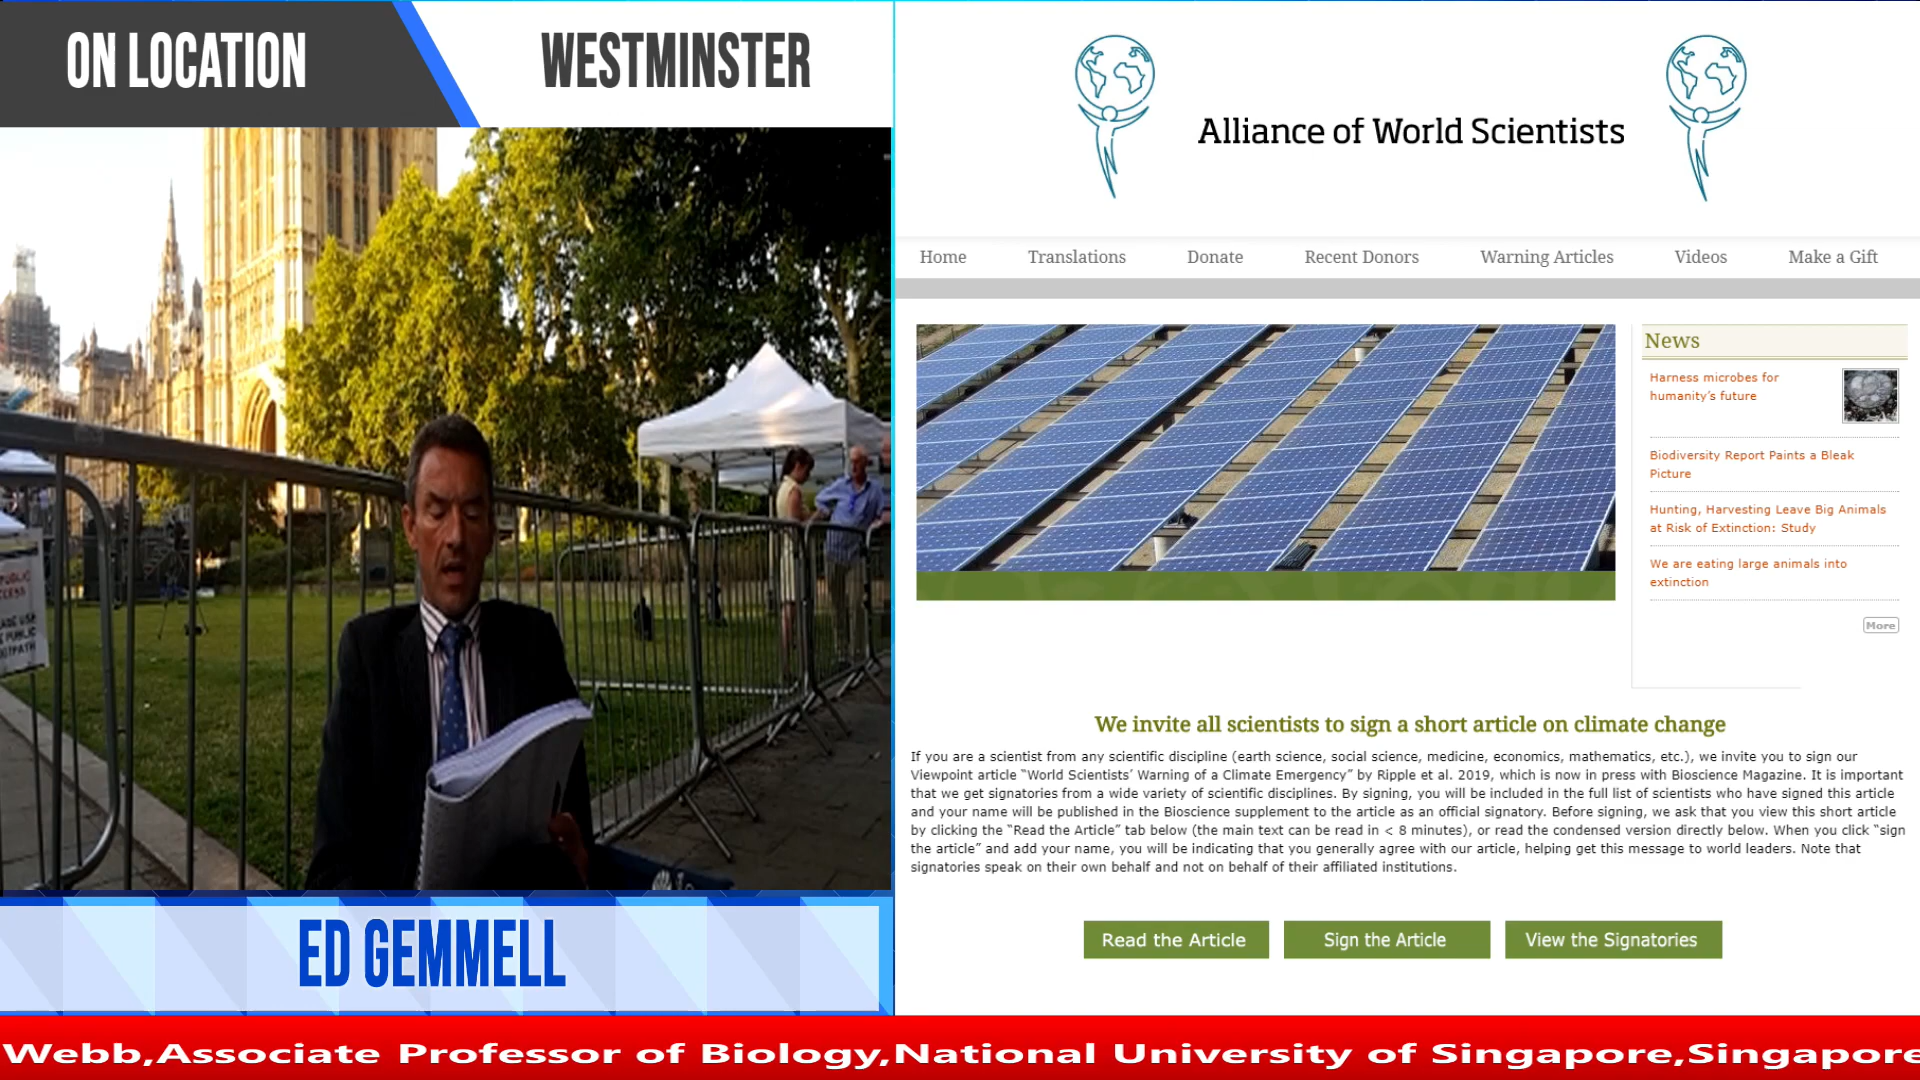 ON LOCATION
WESTMINSTER
PUBLIC
PUBLIC
ED GEMMELL
Alliance of World Scientists
Home Translations Donate Recent Donors Warning Articles Videos Make a Gift
News
Harness microbes for
humanity’s future
Biodiversity Report Paints a Bleak
Picture
Hunting, Harvesting Leave Big Animals
at Risk of Extinction: Study
We are eating large animals into
extinction
More
We invite all scientists to sign a short article on climate change
If you are a scientist from any scientific discipline (earth science, social science, medicine, economics, mathematics, etc.), we invite you to sign our
Viewpoint article “World Scientists’ Warning of a Climate Emergency” by Ripple et al. 2019, which is now in press with Bioscience Magazine. It is important
that we get signatories from a wide variety of scientific disciplines. By signing, you will be included in the full list of scientists who have signed this article
and your name will be published in the Bioscience supplement to the article as an official signatory. Before signing, we ask that you view this short article
by clicking the “Read the Article” tab below (the main text can be read in < 8 minutes), or read the condensed version directly below. When you click “sign
the article” and add your name, you will be indicating that you generally agree with our article, helping get this message to world leaders. Note that
signatories speak on their own behalf and not on behalf of their affiliated institutions.
Read the Article Sign the Article View the Signatories
Webb,Associate Professor of Biology,National University of Singapore,Singapore